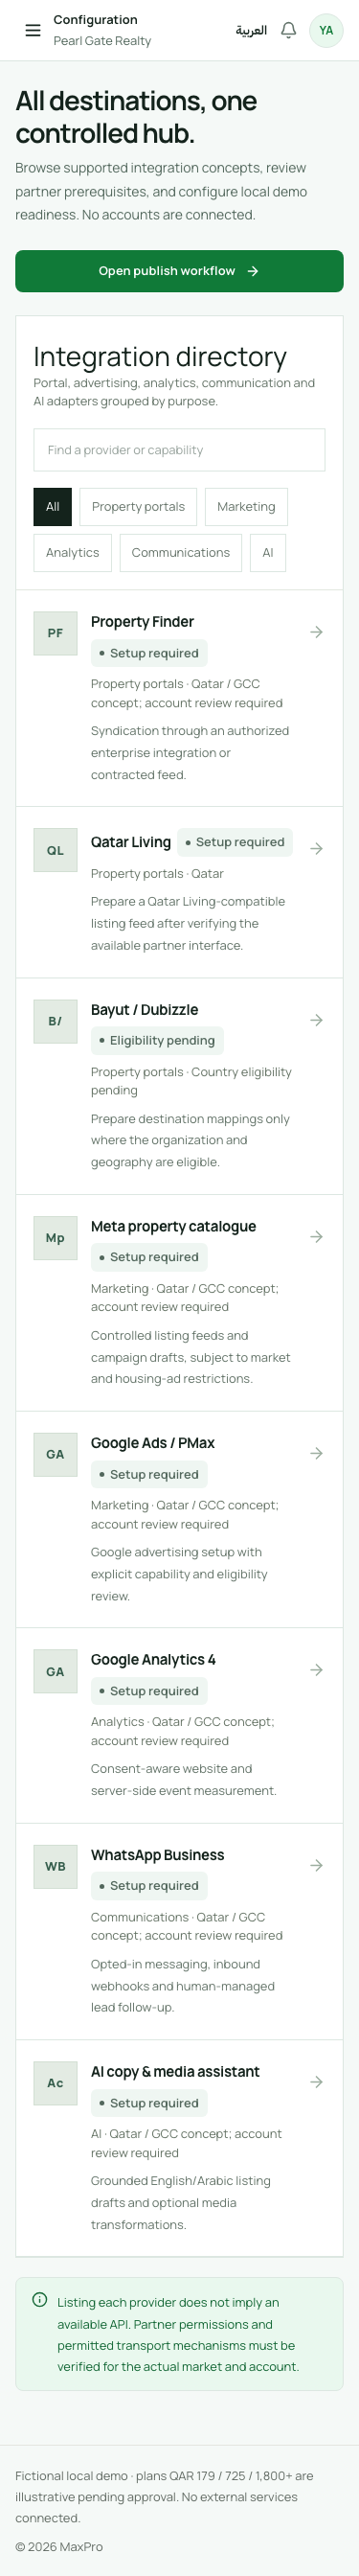 Configuration
Pearl Gate Realty
العربية
YA
All destinations, one
controlled hub.
Browse supported integration concepts, review
partner prerequisites, and configure local demo
readiness. No accounts are connected.
Open publish workflow
Integration directory
Portal, advertising, analytics, communication and
AI adapters grouped by purpose.
Find a provider or capability
All
Property portals
Marketing
Analytics
Communications
AI
PF
Property Finder
Setup required
Property portals · Qatar / GCC
concept; account review required
Syndication through an authorized
enterprise integration or
contracted feed.
QL
Qatar Living
Setup required
Property portals · Qatar
Prepare a Qatar Living-compatible
listing feed after verifying the
available partner interface.
B/
Bayut / Dubizzle
Eligibility pending
Property portals · Country eligibility
pending
Prepare destination mappings only
where the organization and
geography are eligible.
Mp
Meta property catalogue
Setup required
Marketing · Qatar / GCC concept;
account review required
Controlled listing feeds and
campaign drafts, subject to market
and housing-ad restrictions.
GA
Google Ads / PMax
Setup required
Marketing · Qatar / GCC concept;
account review required
Google advertising setup with
explicit capability and eligibility
review.
GA
Google Analytics 4
Setup required
Analytics · Qatar / GCC concept;
account review required
Consent-aware website and
server-side event measurement.
WB
WhatsApp Business
Setup required
Communications · Qatar / GCC
concept; account review required
Opted-in messaging, inbound
webhooks and human-managed
lead follow-up.
Ac
AI copy & media assistant
Setup required
AI · Qatar / GCC concept; account
review required
Grounded English/Arabic listing
drafts and optional media
transformations.
Listing each provider does not imply an
available API. Partner permissions and
permitted transport mechanisms must be
verified for the actual market and account.
Fictional local demo · plans QAR 179 / 725 / 1,800+ are
illustrative pending approval. No external services
connected.
© 2026 MaxPro